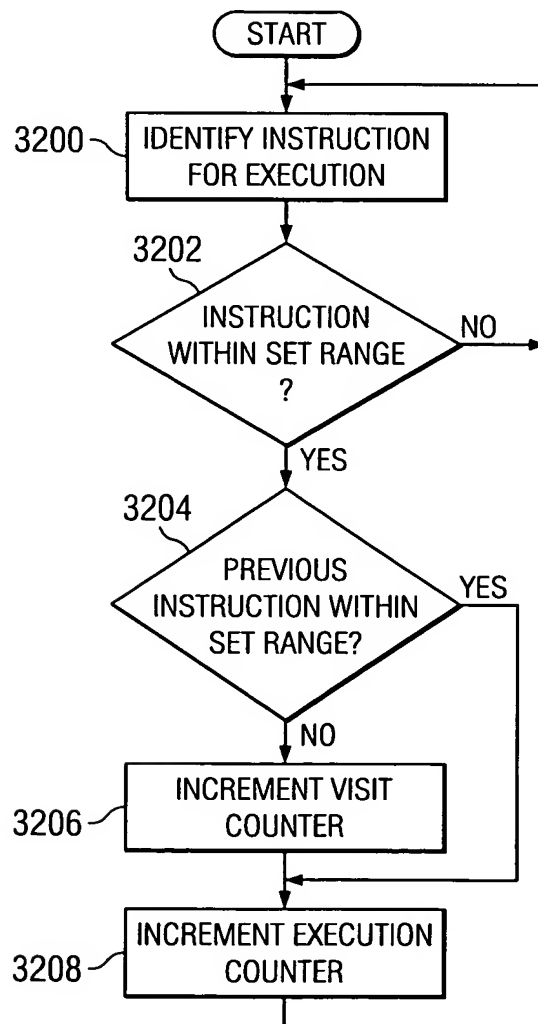 START
3200
IDENTIFY INSTRUCTION
FOR EXECUTION
3202
INSTRUCTION
WITHIN SET RANGE
?
NO
YES
3204
PREVIOUS
INSTRUCTION WITHIN
SET RANGE?
YES
NO
3206
INCREMENT VISIT
COUNTER
3208
INCREMENT EXECUTION
COUNTER